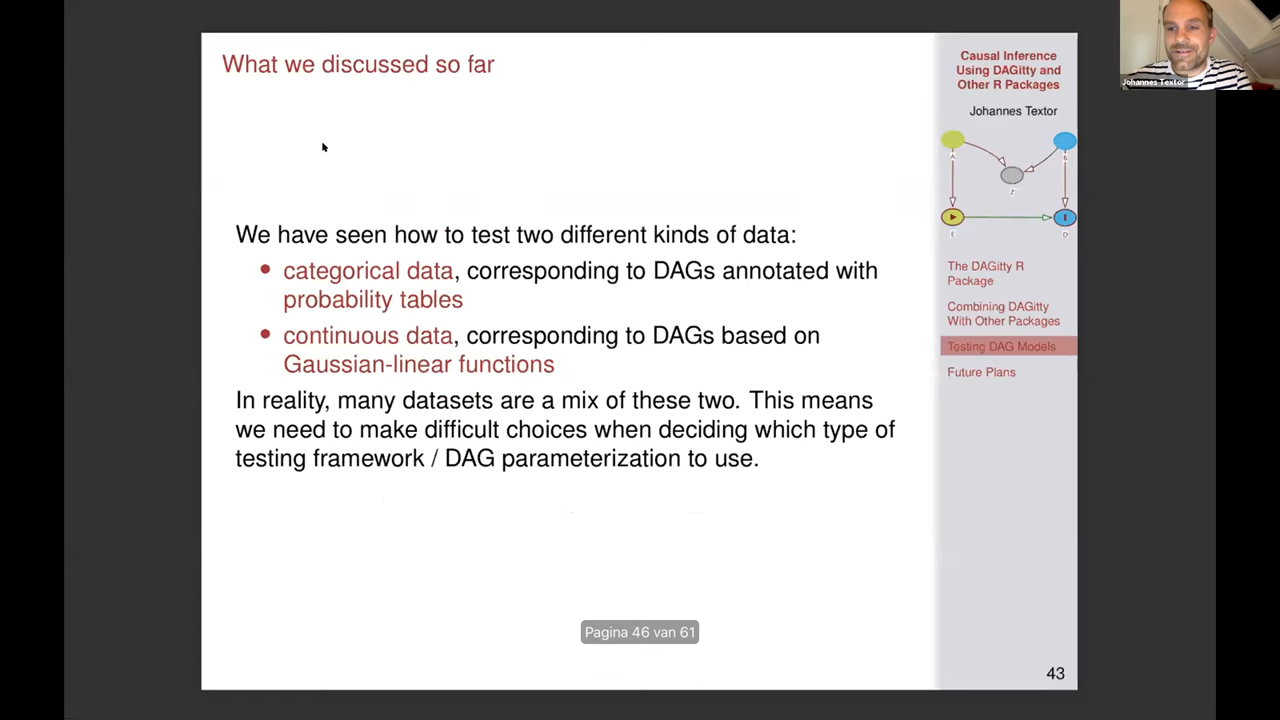 What we discussed so far
We have seen how to test two different kinds of data:
• categorical data, corresponding to DAGs annotated with
probability tables
• continuous data, corresponding to DAGs based on
Gaussian-linear functions
In reality, many datasets are a mix of these two. This means
we need to make difficult choices when deciding which type of
testing framework / DAG parameterization to use.
Pagina 46 van 61
43
Causal Inference
Using DAGitty and
Other R Packages
Johannes Textor
A
B
Z
E
D
The DAGitty R
Package
Combining DAGitty
With Other Packages
Testing DAG Models
Future Plans
Johannes Textor